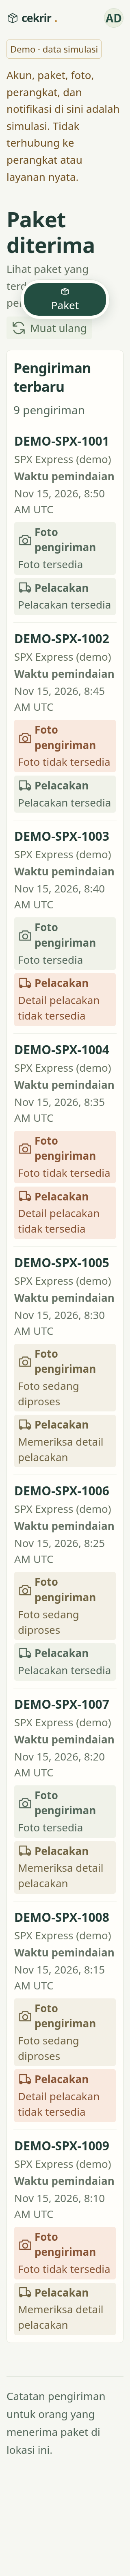 cekrir .
AD
Demo · data simulasi
Akun, paket, foto,
perangkat, dan
notifikasi di sini adalah
simulasi. Tidak
terhubung ke
perangkat atau
layanan nyata.
Paket
diterima
Lihat paket yang
Paket
Muat ulang
Pengiriman
terbaru
9 pengiriman
DEMO-SPX-1001
SPX Express (demo)
Waktu pemindaian
Nov 15, 2026, 8:50
AM UTC
Foto
pengiriman
Foto tersedia
Pelacakan
Pelacakan tersedia
DEMO-SPX-1002
SPX Express (demo)
Waktu pemindaian
Nov 15, 2026, 8:45
AM UTC
Foto
pengiriman
Foto tidak tersedia
Pelacakan
Pelacakan tersedia
DEMO-SPX-1003
SPX Express (demo)
Waktu pemindaian
Nov 15, 2026, 8:40
AM UTC
Foto
pengiriman
Foto tersedia
Pelacakan
Detail pelacakan
tidak tersedia
DEMO-SPX-1004
SPX Express (demo)
Waktu pemindaian
Nov 15, 2026, 8:35
AM UTC
Foto
pengiriman
Foto tidak tersedia
Pelacakan
Detail pelacakan
tidak tersedia
DEMO-SPX-1005
SPX Express (demo)
Waktu pemindaian
Nov 15, 2026, 8:30
AM UTC
Foto
pengiriman
Foto sedang
diproses
Pelacakan
Memeriksa detail
pelacakan
DEMO-SPX-1006
SPX Express (demo)
Waktu pemindaian
Nov 15, 2026, 8:25
AM UTC
Foto
pengiriman
Foto sedang
diproses
Pelacakan
Pelacakan tersedia
DEMO-SPX-1007
SPX Express (demo)
Waktu pemindaian
Nov 15, 2026, 8:20
AM UTC
Foto
pengiriman
Foto tersedia
Pelacakan
Memeriksa detail
pelacakan
DEMO-SPX-1008
SPX Express (demo)
Waktu pemindaian
Nov 15, 2026, 8:15
AM UTC
Foto
pengiriman
Foto sedang
diproses
Pelacakan
Detail pelacakan
tidak tersedia
DEMO-SPX-1009
SPX Express (demo)
Waktu pemindaian
Nov 15, 2026, 8:10
AM UTC
Foto
pengiriman
Foto tidak tersedia
Pelacakan
Memeriksa detail
pelacakan
Catatan pengiriman
untuk orang yang
menerima paket di
lokasi ini.